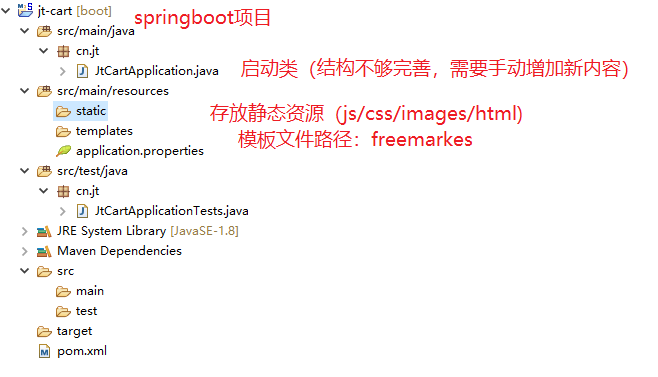 jt-cart [boot]
springboot项目
src/main/java
cn.jt
JtCartApplication.java
启动类（结构不够完善，需要手动增加新内容）
src/main/resources
static
存放静态资源（js/css/images/html)
templates
模板文件路径：freemarkes
application.properties
src/test/java
cn.jt
JtCartApplicationTests.java
JRE System Library [JavaSE-1.8]
Maven Dependencies
src
main
test
target
pom.xml